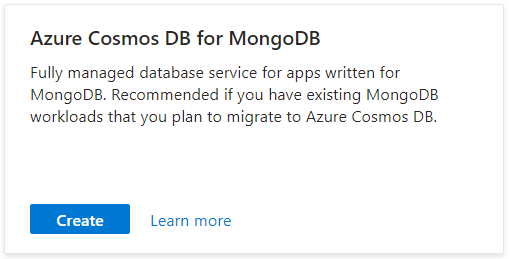 Azure Cosmos DB for MongoDB
Fully managed database service for apps written for
MongoDB. Recommended if you have existing MongoDB
workloads that you plan to migrate to Azure Cosmos DB.
Create
Learn more